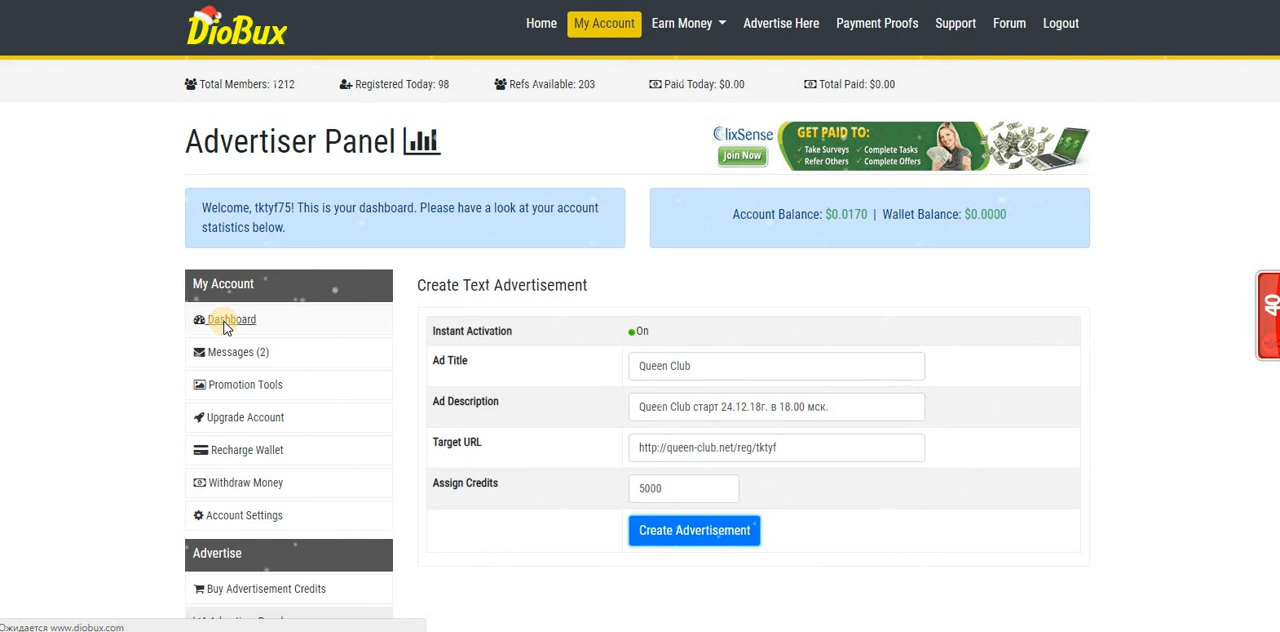 DioBux
Home My Account Earn Money Advertise Here Payment Proofs Support Forum Logout
Total Members: 1212 Registered Today: 98 Refs Available: 203 Paid Today: $0.00 Total Paid: $0.00
Advertiser Panel
ClixSense
Join Now
GET PAID TO:
✓ Take Surveys ✓ Complete Tasks
✓ Refer Others ✓ Complete Offers
Welcome, tktyf75! This is your dashboard. Please have a look at your account
statistics below.
Account Balance: $0.0170 | Wallet Balance: $0.0000
My Account
Dashboard
Messages (2)
Promotion Tools
Upgrade Account
Recharge Wallet
Withdraw Money
Account Settings
Advertise
Buy Advertisement Credits
Create Text Advertisement
Instant Activation On
Ad Title Queen Club
Ad Description Queen Club старт 24.12.18г. в 18.00 мск.
Target URL http://queen-club.net/reg/tktyf
Assign Credits 5000
Create Advertisement
40
Ожидается www.diobux.com